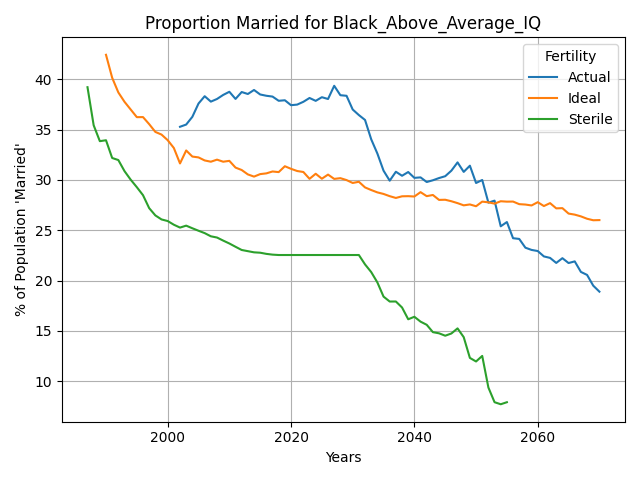 Proportion Married for Black_Above_Average_IQ
% of Population 'Married'
40
35
30
25
20
15
10
Fertility
Actual
Ideal
Sterile
2000
2020
2040
2060
Years